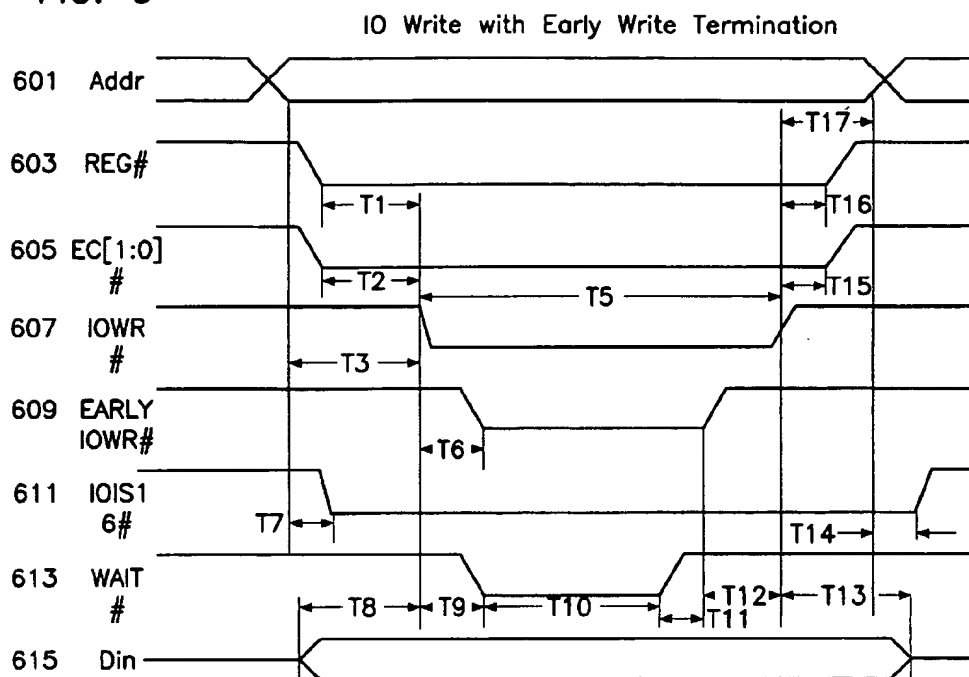 IO Write with Early Write Termination
601 Addr
T17
603 REG#
T1
T16
605 EC[1:0]
#
T2
T15
T5
607 IOWR
#
T3
609 EARLY
IOWR#
T6
611 IOIS1
6#
T7
T14
613 WAIT
#
T8
T9
T10
T11
T12
T13
615 Din